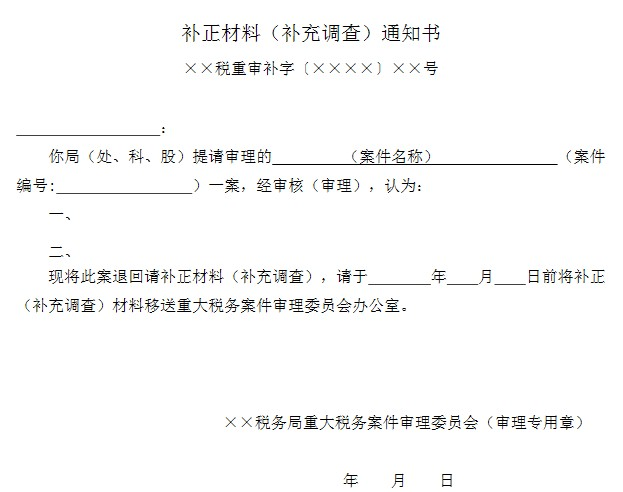 补正材料（补充调查）通知书
××税重审补字〔××××〕××号
__________________：
你局（处、科、股）提请审理的_________（案件名称）_______________（案件
编号:_________________）一案，经审核（审理），认为：
一、
二、
现将此案退回请补正材料（补充调查），请于________年____月____日前将补正
（补充调查）材料移送重大税务案件审理委员会办公室。
××税务局重大税务案件审理委员会（审理专用章）
年 月 日